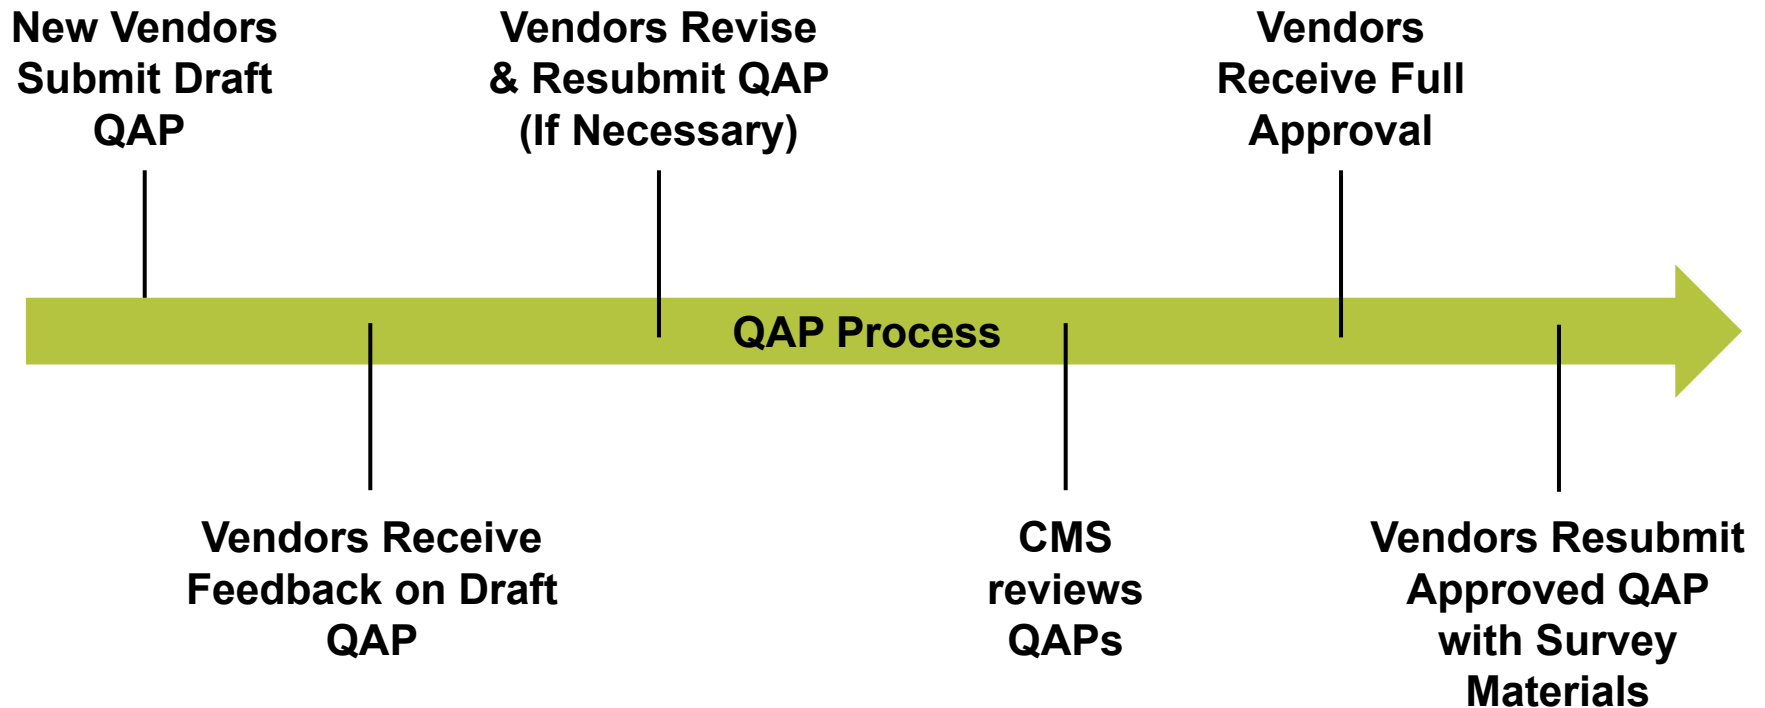 New Vendors
Submit Draft
QAP
Vendors Revise
& Resubmit QAP
(If Necessary)
Vendors
Receive Full
Approval
QAP Process
Vendors Receive
Feedback on Draft
QAP
CMS
reviews
QAPs
Vendors Resubmit
Approved QAP
with Survey
Materials